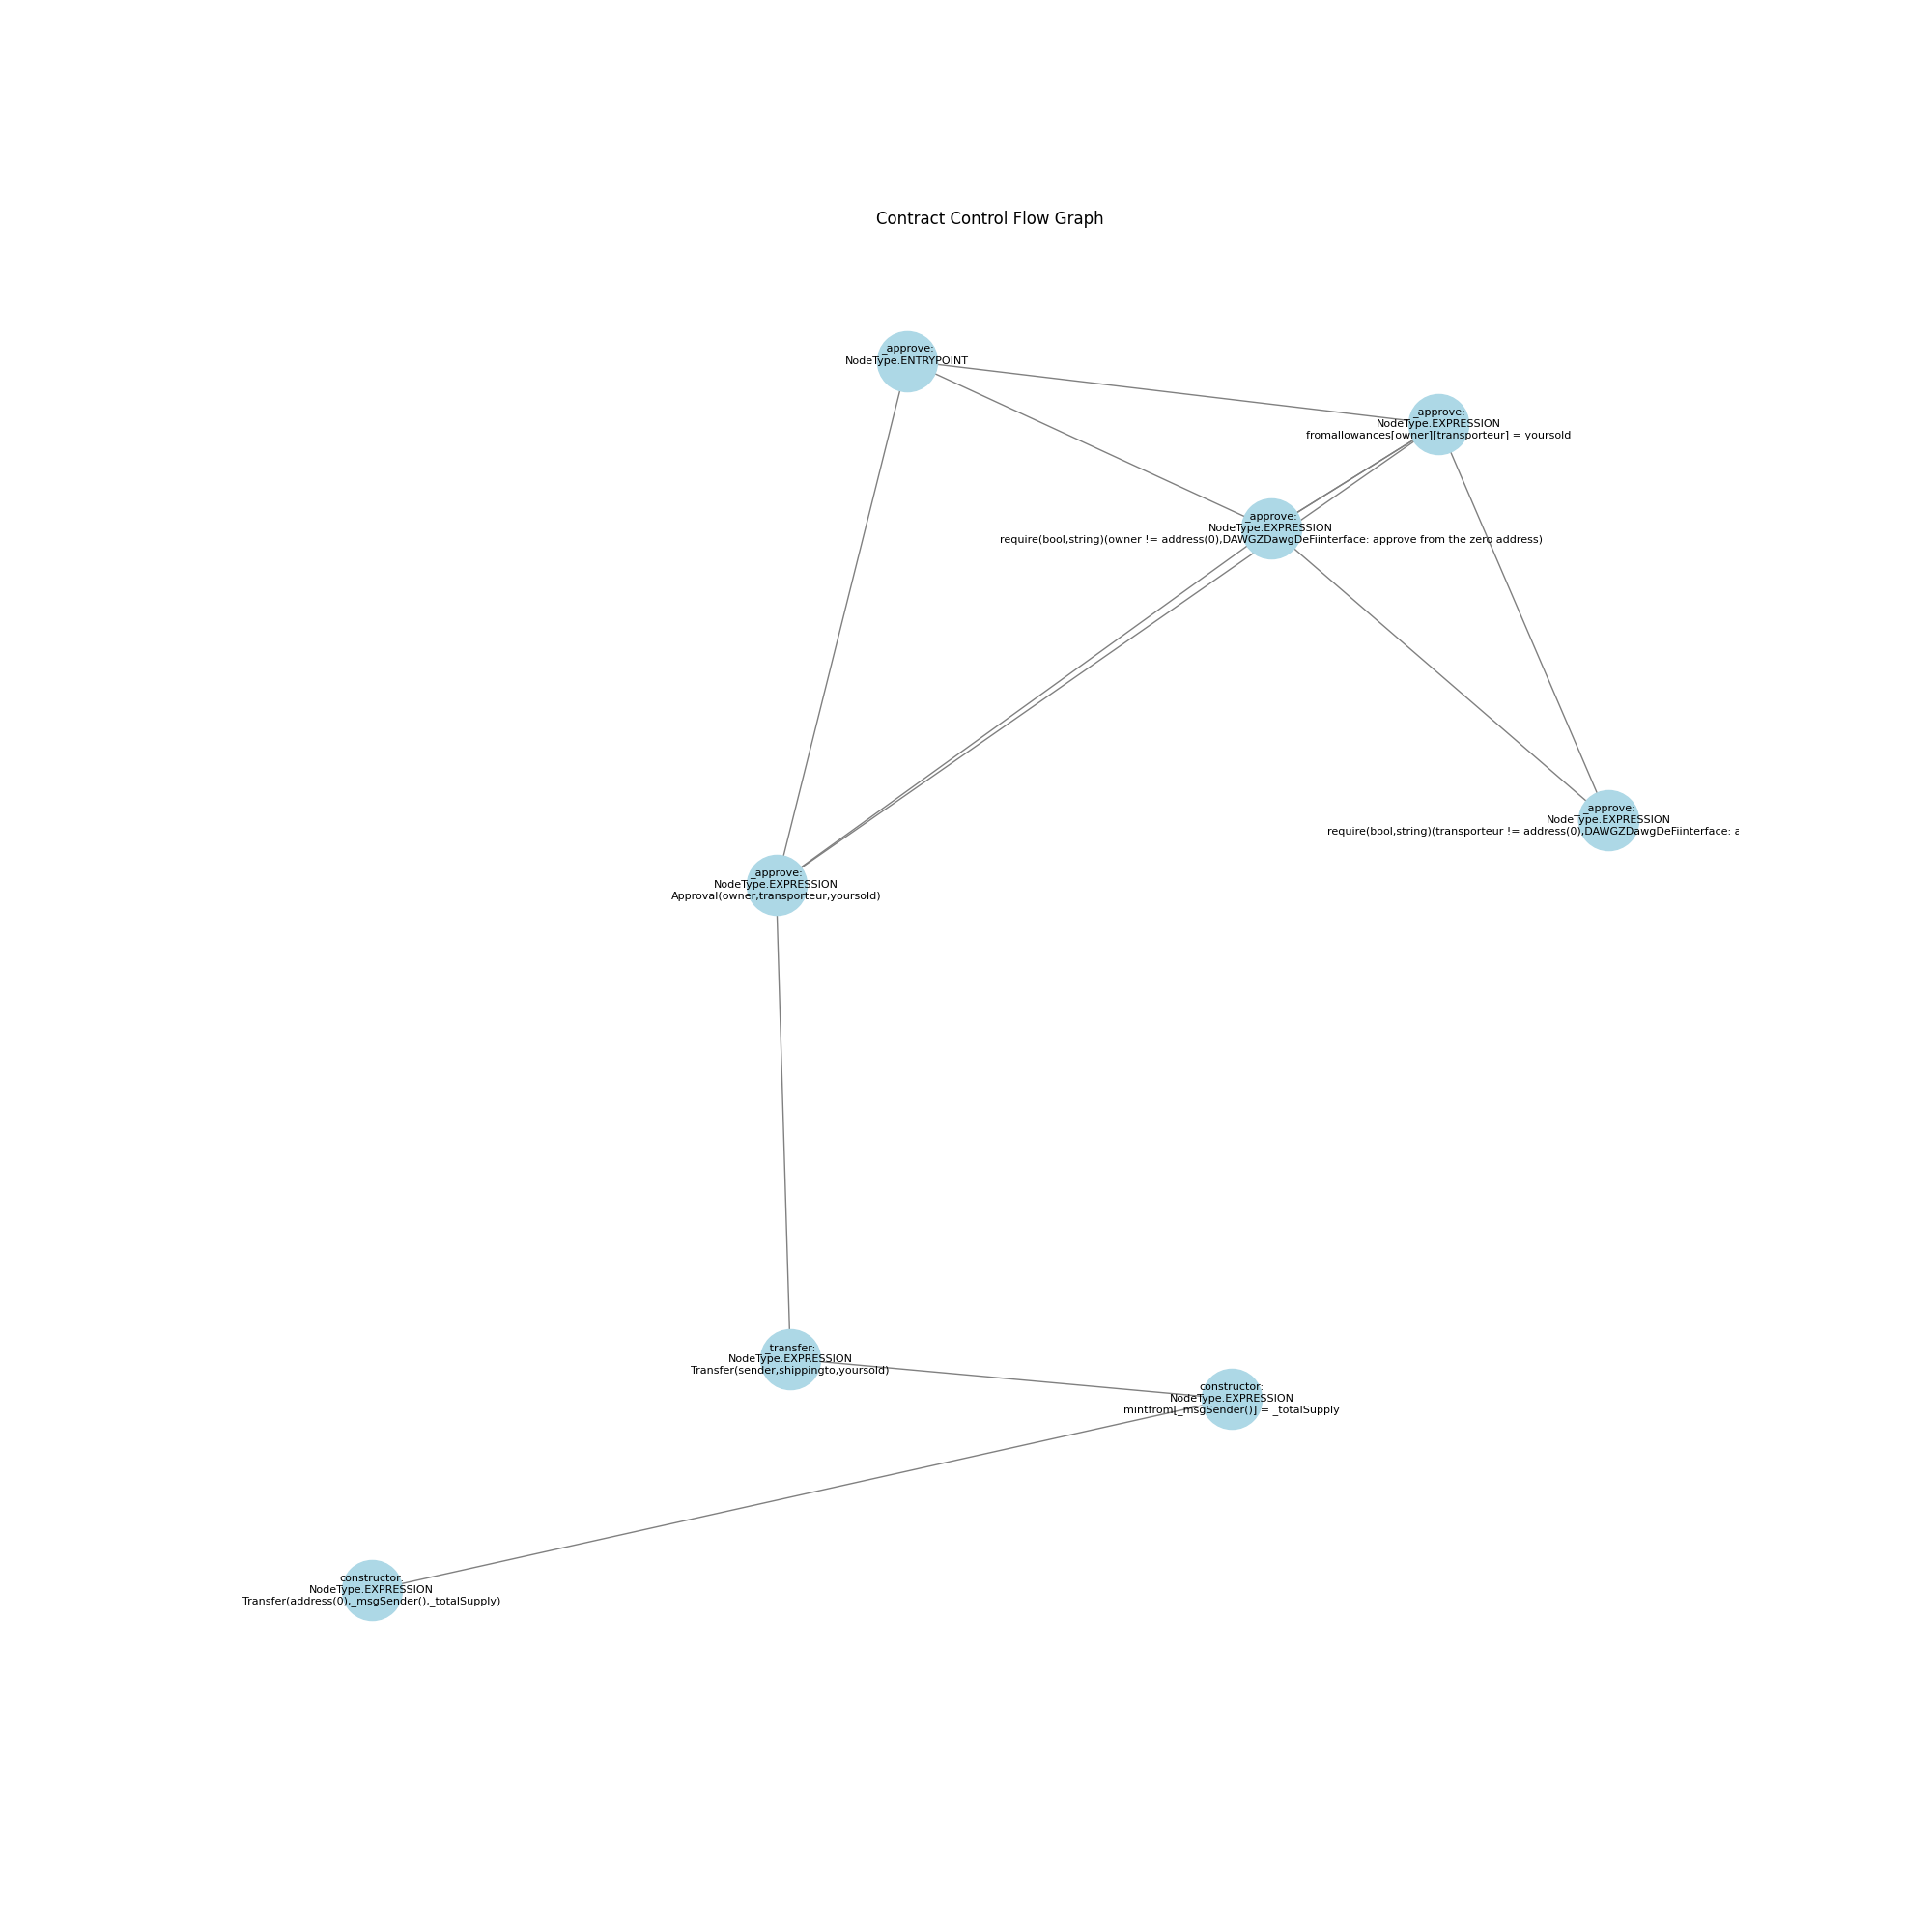 Contract Control Flow Graph
_approve:
NodeType.ENTRYPOINT
_approve:
NodeType.EXPRESSION
fromallowances[owner][transporteur] = yoursold
_approve:
NodeType.EXPRESSION
require(bool,string)(owner != address(0),DAWGZDawgDeFiinterface: approve from the zero address)
_approve:
NodeType.EXPRESSION
require(bool,string)(transporteur != address(0),DAWGZDawgDeFiinterface: a
_approve:
NodeType.EXPRESSION
Approval(owner,transporteur,yoursold)
_transfer:
NodeType.EXPRESSION
Transfer(sender,shippingto,yoursold)
constructor:
NodeType.EXPRESSION
mintfrom[_msgSender()] = _totalSupply
constructor:
NodeType.EXPRESSION
Transfer(address(0),_msgSender(),_totalSupply)